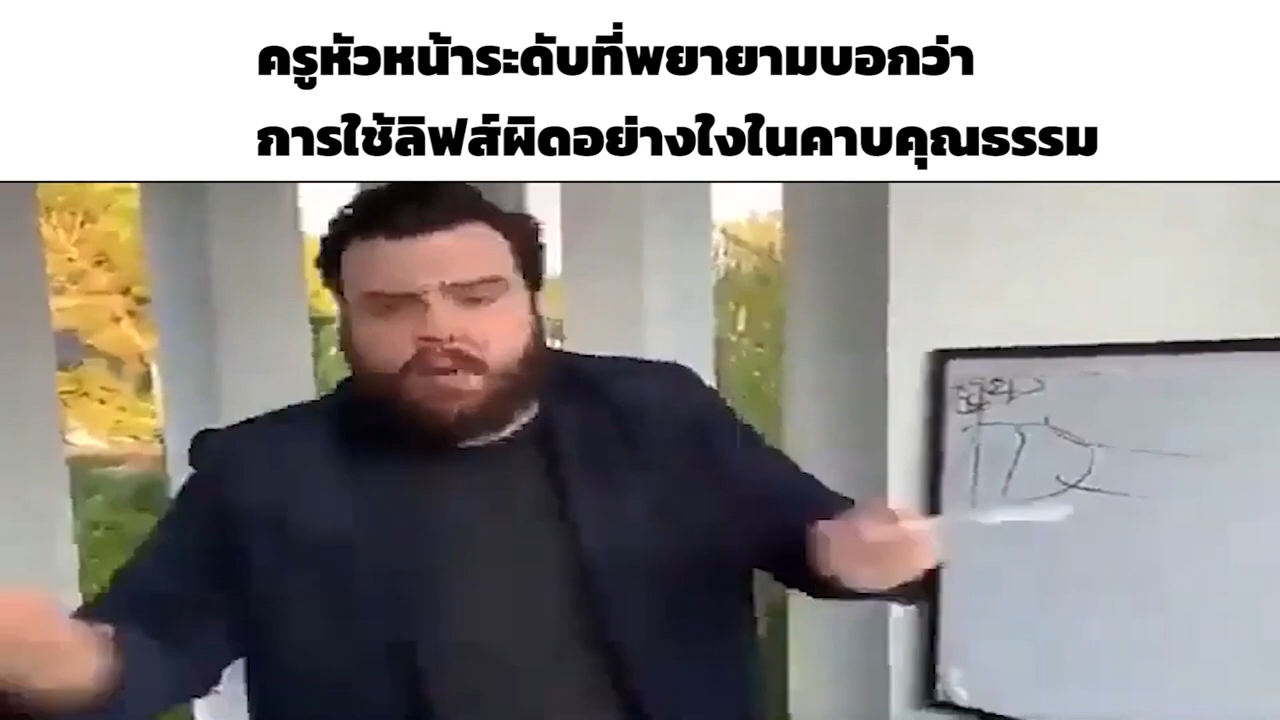 ครูหัวหน้าระดับที่พยายามบอกว่า
การใช้ลิฟส์ผิดอย่างใงในคาบคุณธรรม